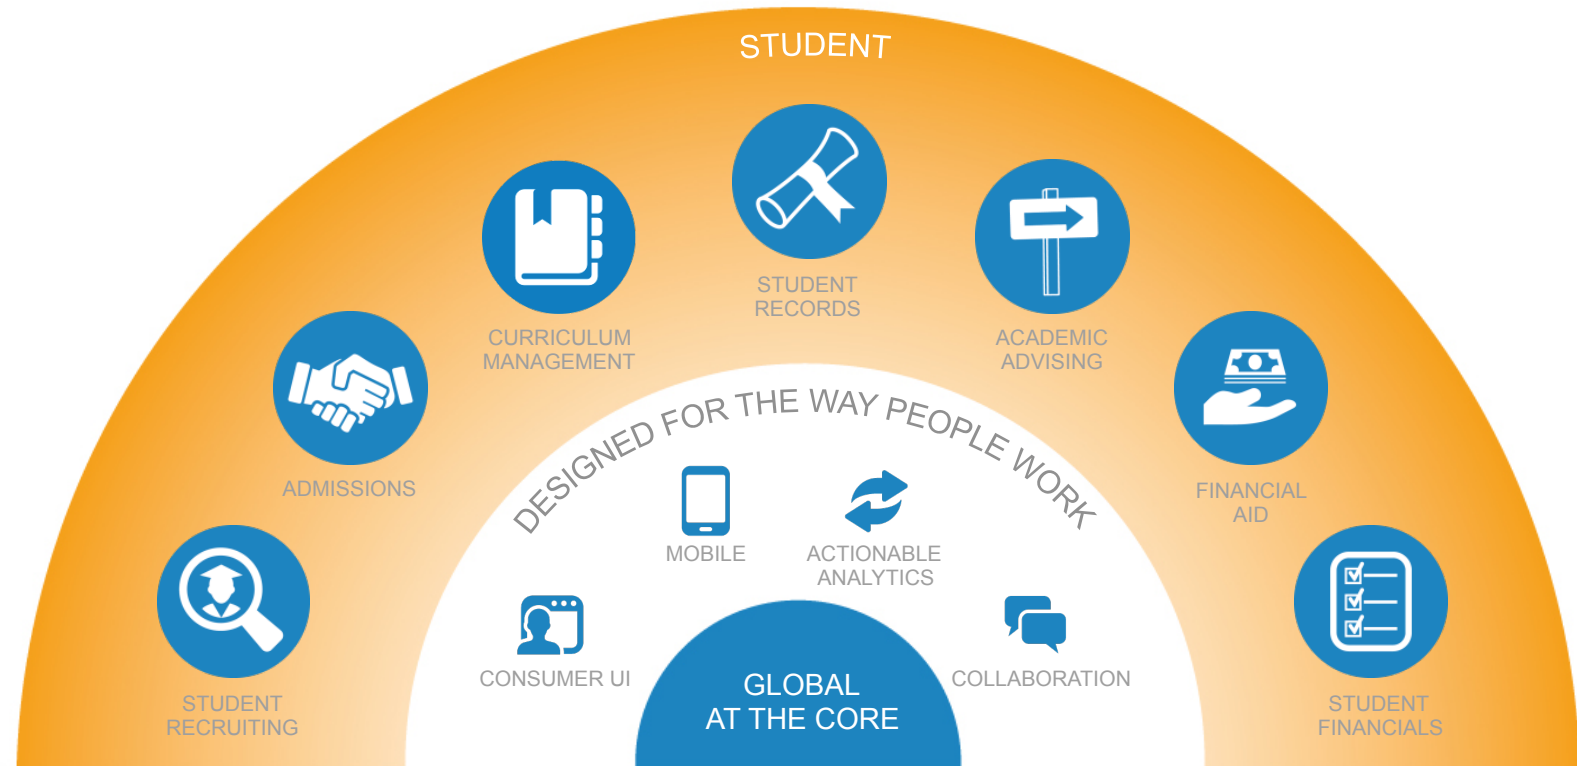 STUDENT
STUDENT
RECORDS
CURRICULUM
MANAGEMENT
ACADEMIC
ADVISING
ADMISSIONS
FINANCIAL
AID
STUDENT
RECRUITING
STUDENT
FINANCIALS
DESIGNED FOR THE WAY PEOPLE WORK
MOBILE
ACTIONABLE
ANALYTICS
CONSUMER UI
COLLABORATION
GLOBAL
AT THE CORE